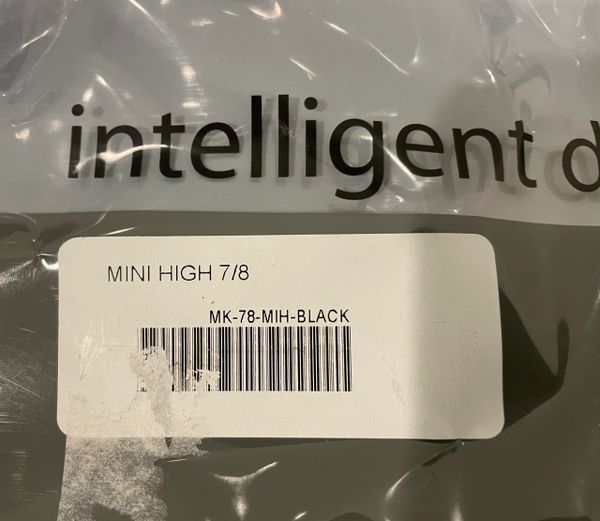 intelligent d
MINI HIGH 7/8
MK-78-MIH-BLACK